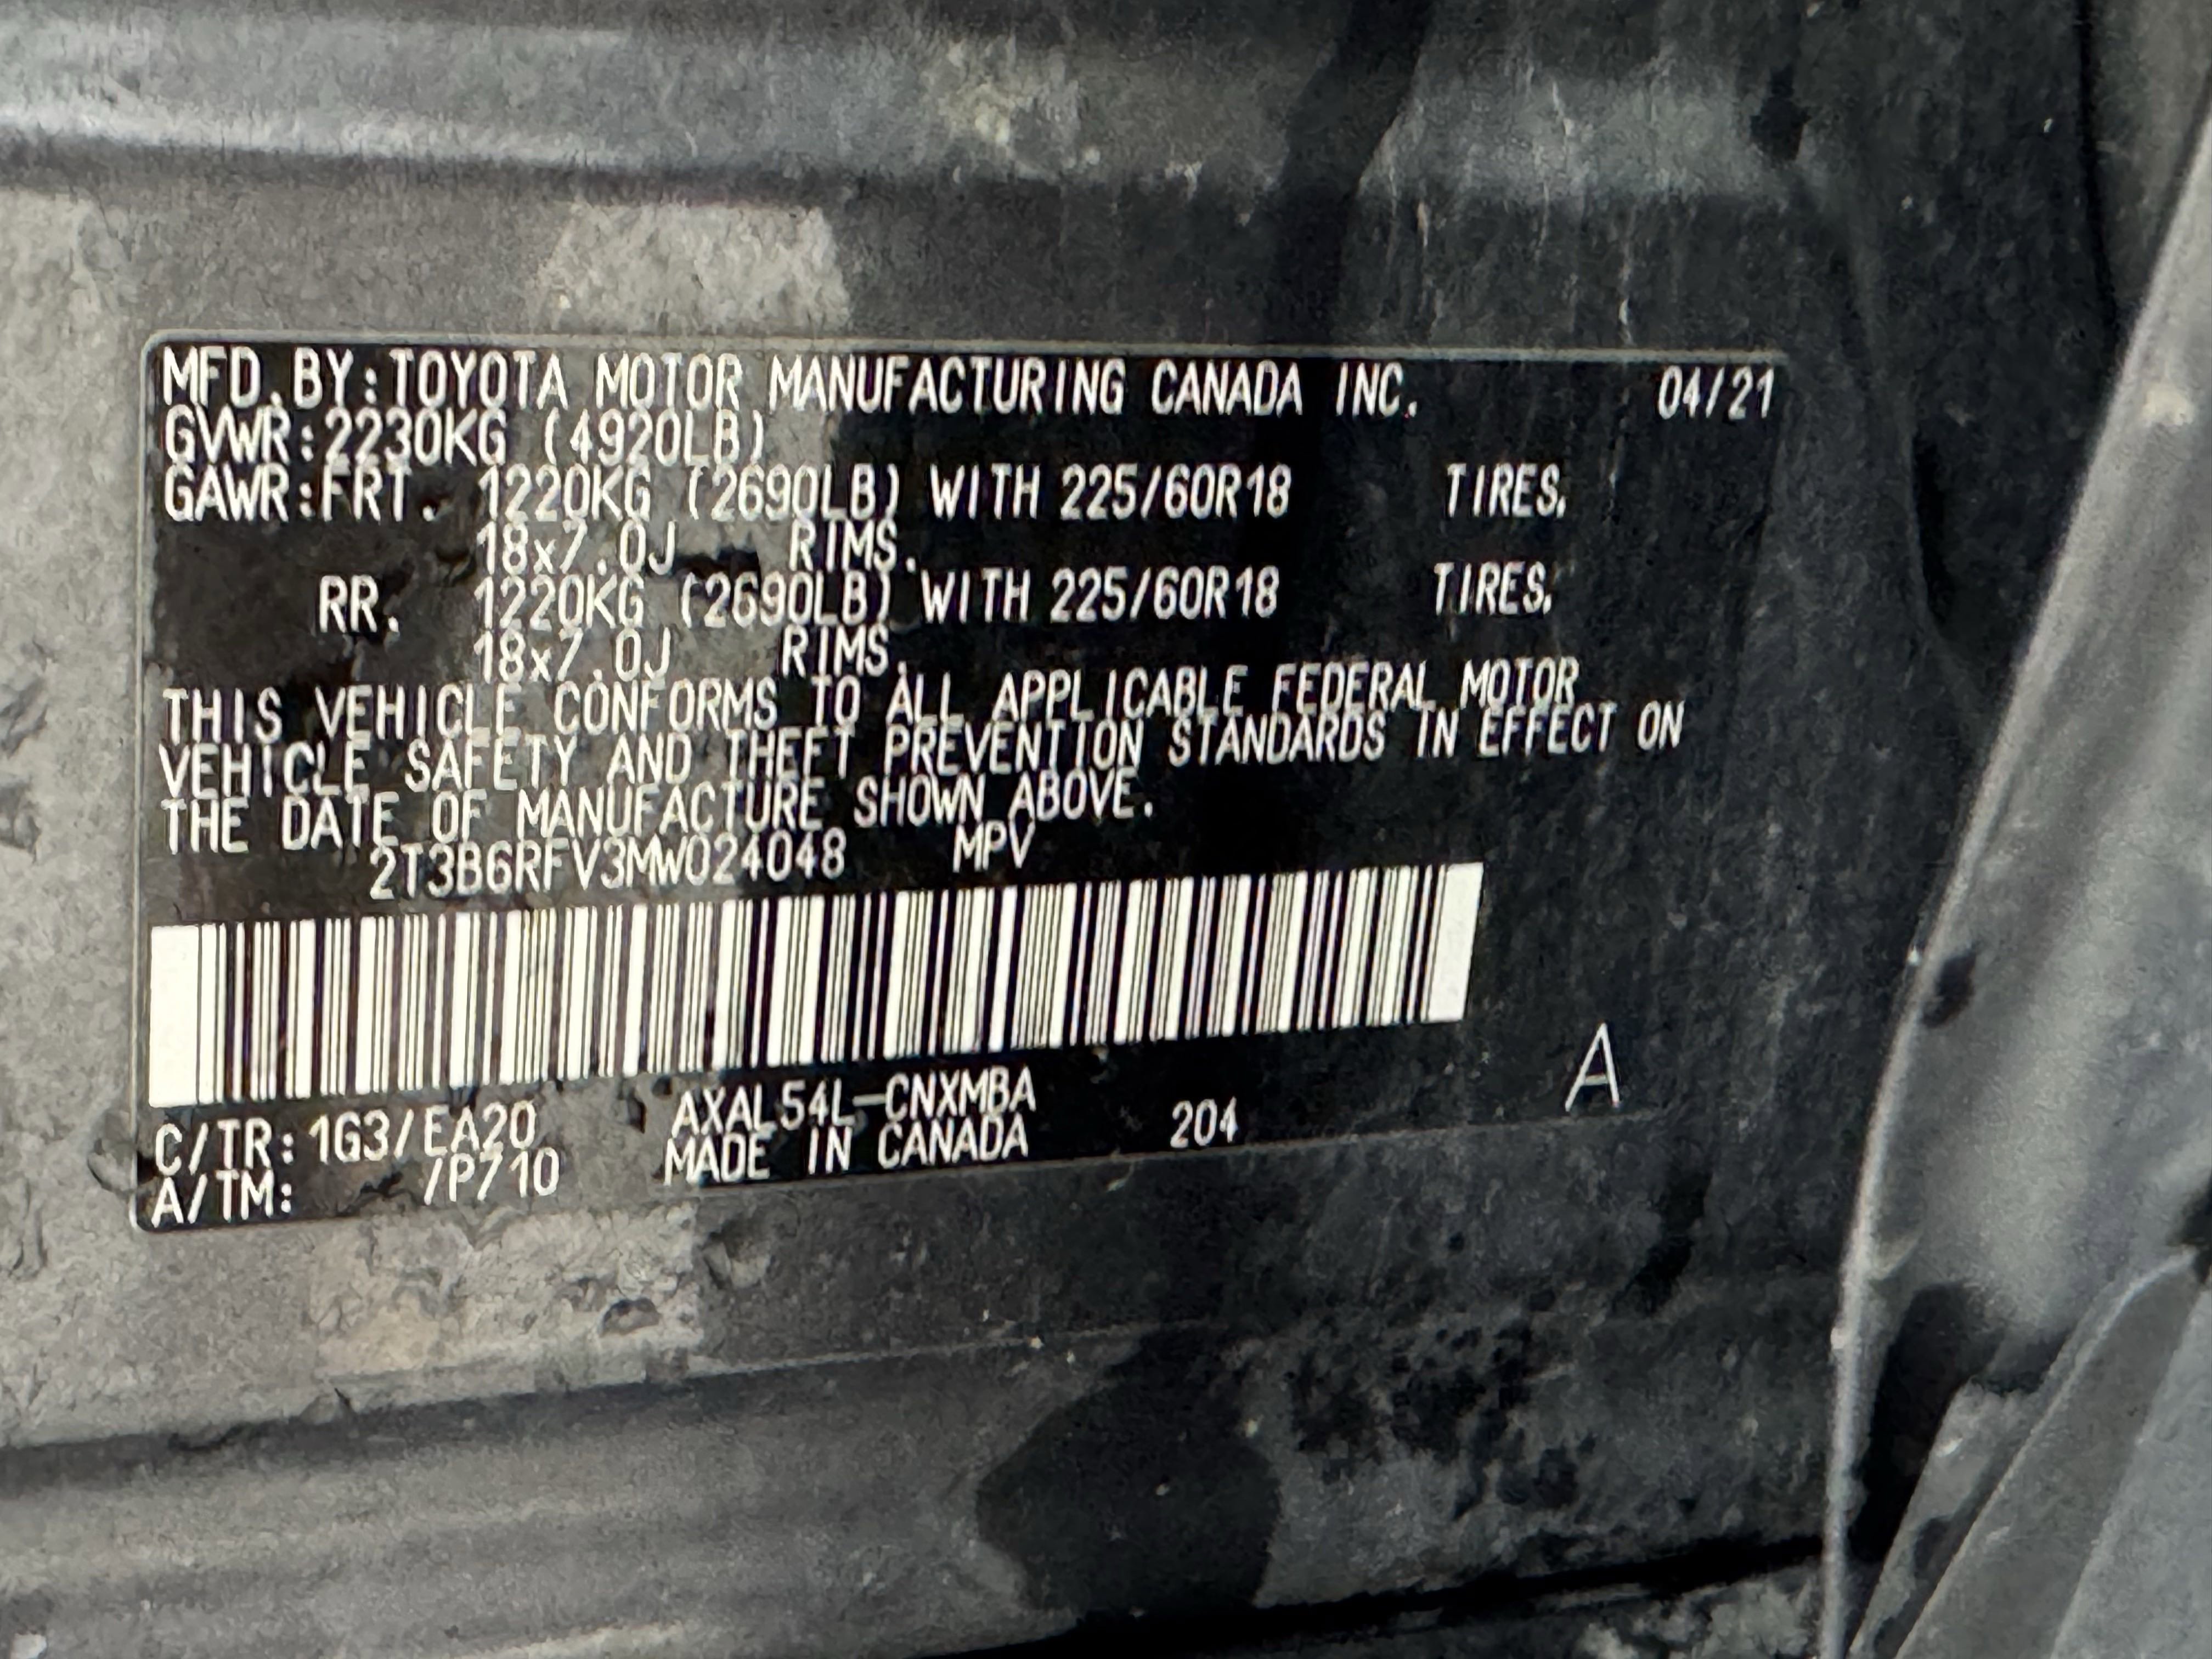 MFD.BY:TOYOTA MOTOR MANUFACTURING CANADA INC. 04/21
GVWR:2230KG (4920LB)
GAWR:FRT. 1220KG (2690LB) WITH 225/60R18 TIRES.
18x7.0J RIMS.
RR. 1220KG (2690LB) WITH 225/60R18 TIRES.
18x7.0J RIMS.
THIS VEHICLE CONFORMS TO ALL APPLICABLE FEDERAL MOTOR
VEHICLE SAFETY AND THEFT PREVENTION STANDARDS IN EFFECT ON
THE DATE OF MANUFACTURE SHOWN ABOVE.
2T3B6RFV3MW024048 MPV
C/TR:1G3/EA20 AXAL54L-CNXMBA 204 A
A/TM: /P710 MADE IN CANADA